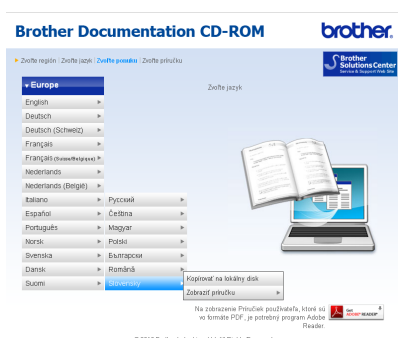 Brother Documentation CD-ROM
brother.
Zvoľte región | Zvoľte jazyk | Zvoľte ponuku | Zvoľte príručku
Brother
Solutions Center
Service & Support Web Site
Europe
Zvoľte jazyk
English
Deutsch
Deutsch (Schweiz)
Français
Français (Suisse/Belgique)
Nederlands
Nederlands (België)
Italiano
Español
Português
Norsk
Svenska
Dansk
Suomi
Русский
Čeština
Magyar
Polski
Български
Română
Slovensky
Kopírovať na lokálny disk
Zobraziť príručku
Na zobrazenie Príručiek používateľa, ktoré sú
vo formáte PDF, je potrebný program Adobe
Reader.
Get
ADOBE® READER®